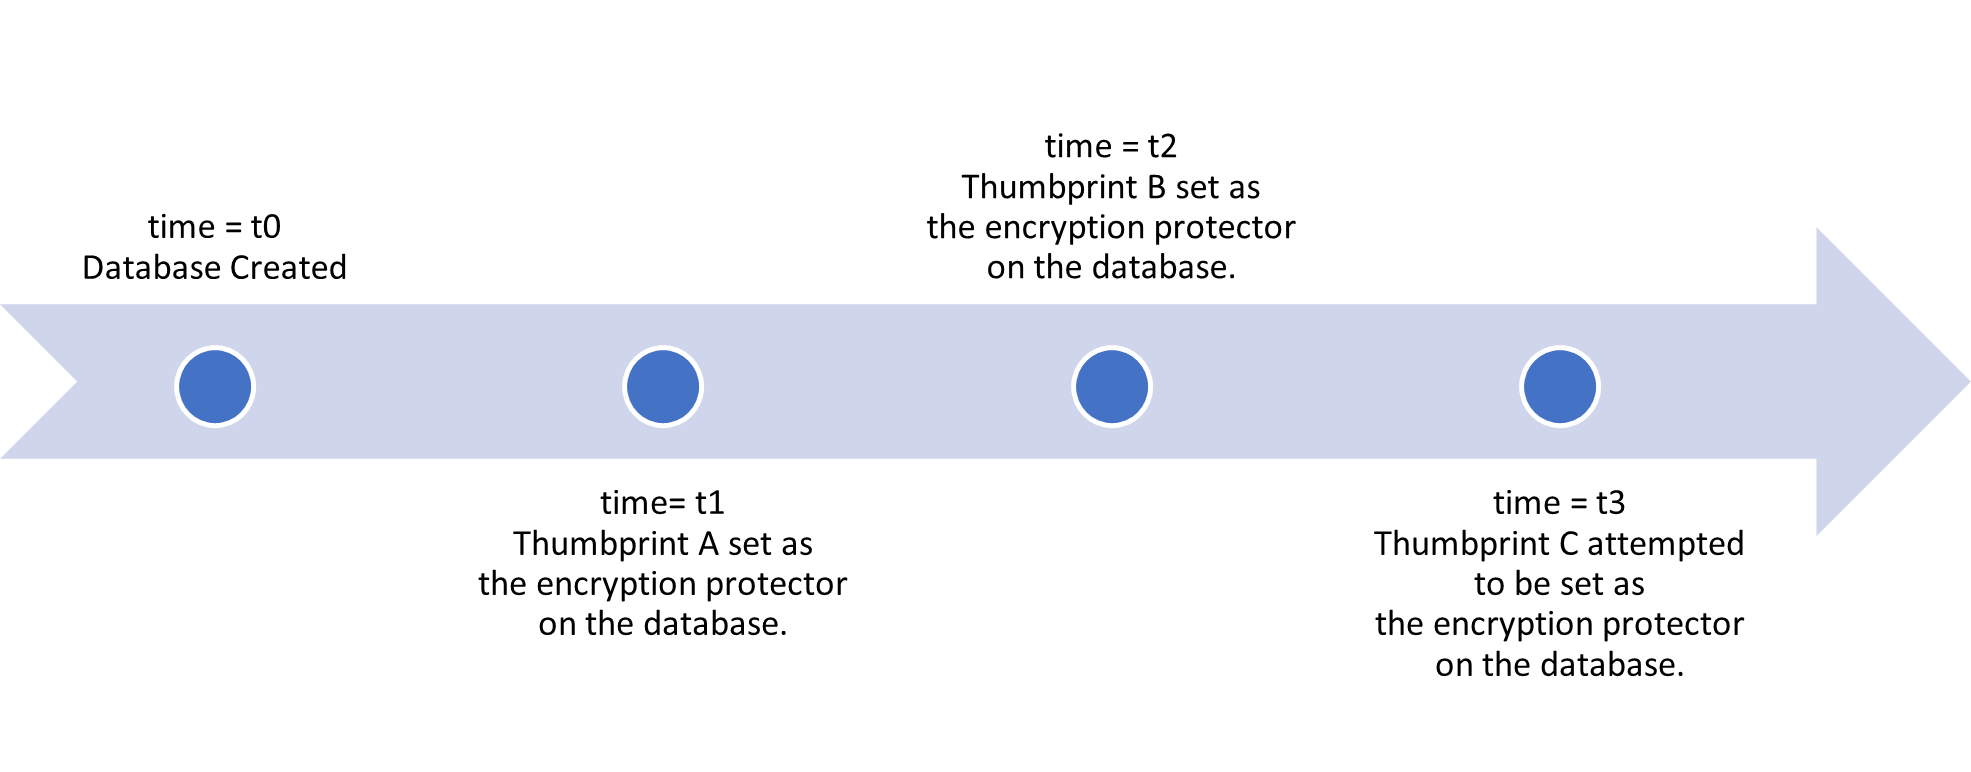 time = t0
Database Created
time= t1
Thumbprint A set as
the encryption protector
on the database.
time = t2
Thumbprint B set as
the encryption protector
on the database.
time = t3
Thumbprint C attempted
to be set as
the encryption protector
on the database.